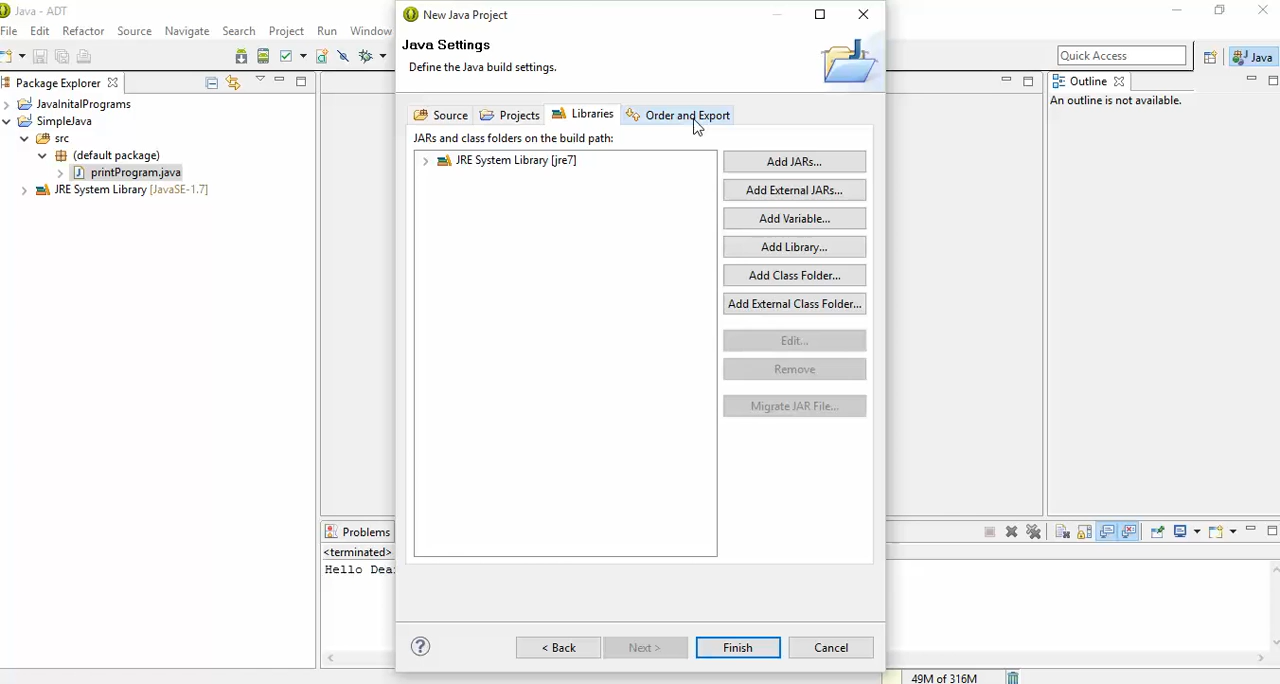 Java - ADT
File Edit Refactor Source Navigate Search Project Run Window
Quick Access
Java
Package Explorer
JavaInitalPrograms
SimpleJava
src
(default package)
printProgram.java
JRE System Library [JavaSE-1.7]
New Java Project
Java Settings
Define the Java build settings.
Source Projects Libraries Order and Export
JARs and class folders on the build path:
JRE System Library [jre7]
Add JARs...
Add External JARs...
Add Variable...
Add Library...
Add Class Folder...
Add External Class Folder...
Edit...
Remove
Migrate JAR File...
< Back Next > Finish Cancel
Outline
An outline is not available.
Problems
<terminated>
Hello Dea
49M of 316M